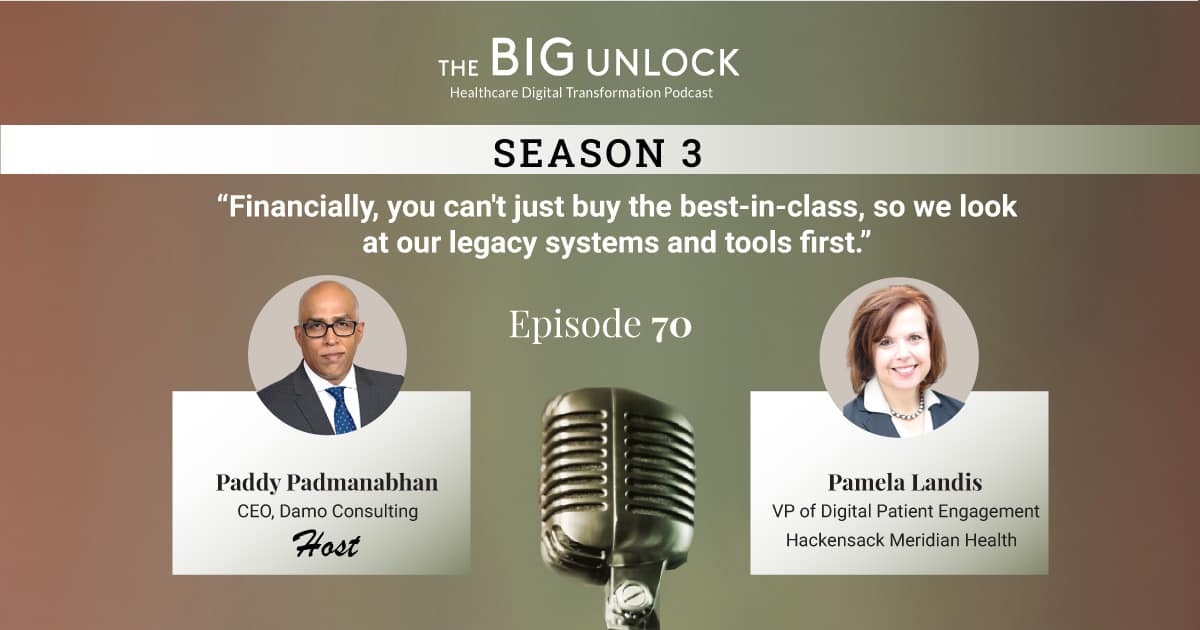 THE BIG UNLOCK
Healthcare Digital Transformation Podcast
SEASON 3
“Financially, you can't just buy the best-in-class, so we look
at our legacy systems and tools first.”
Episode 70
Paddy Padmanabhan
CEO, Damo Consulting
Host
Pamela Landis
VP of Digital Patient Engagement
Hackensack Meridian Health